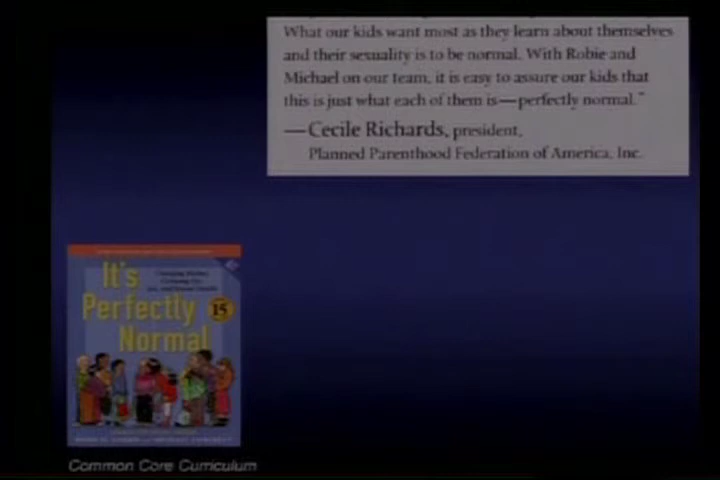 What our kids want most as they learn about themselves
and their sexuality is to be normal. With Robie and
Michael on our team, it is easy to assure our kids that
this is just what each of them is—perfectly normal."
—Cecile Richards, president,
Planned Parenthood Federation of America, Inc.
It's
Perfectly
Normal
15
Common Core Curriculum